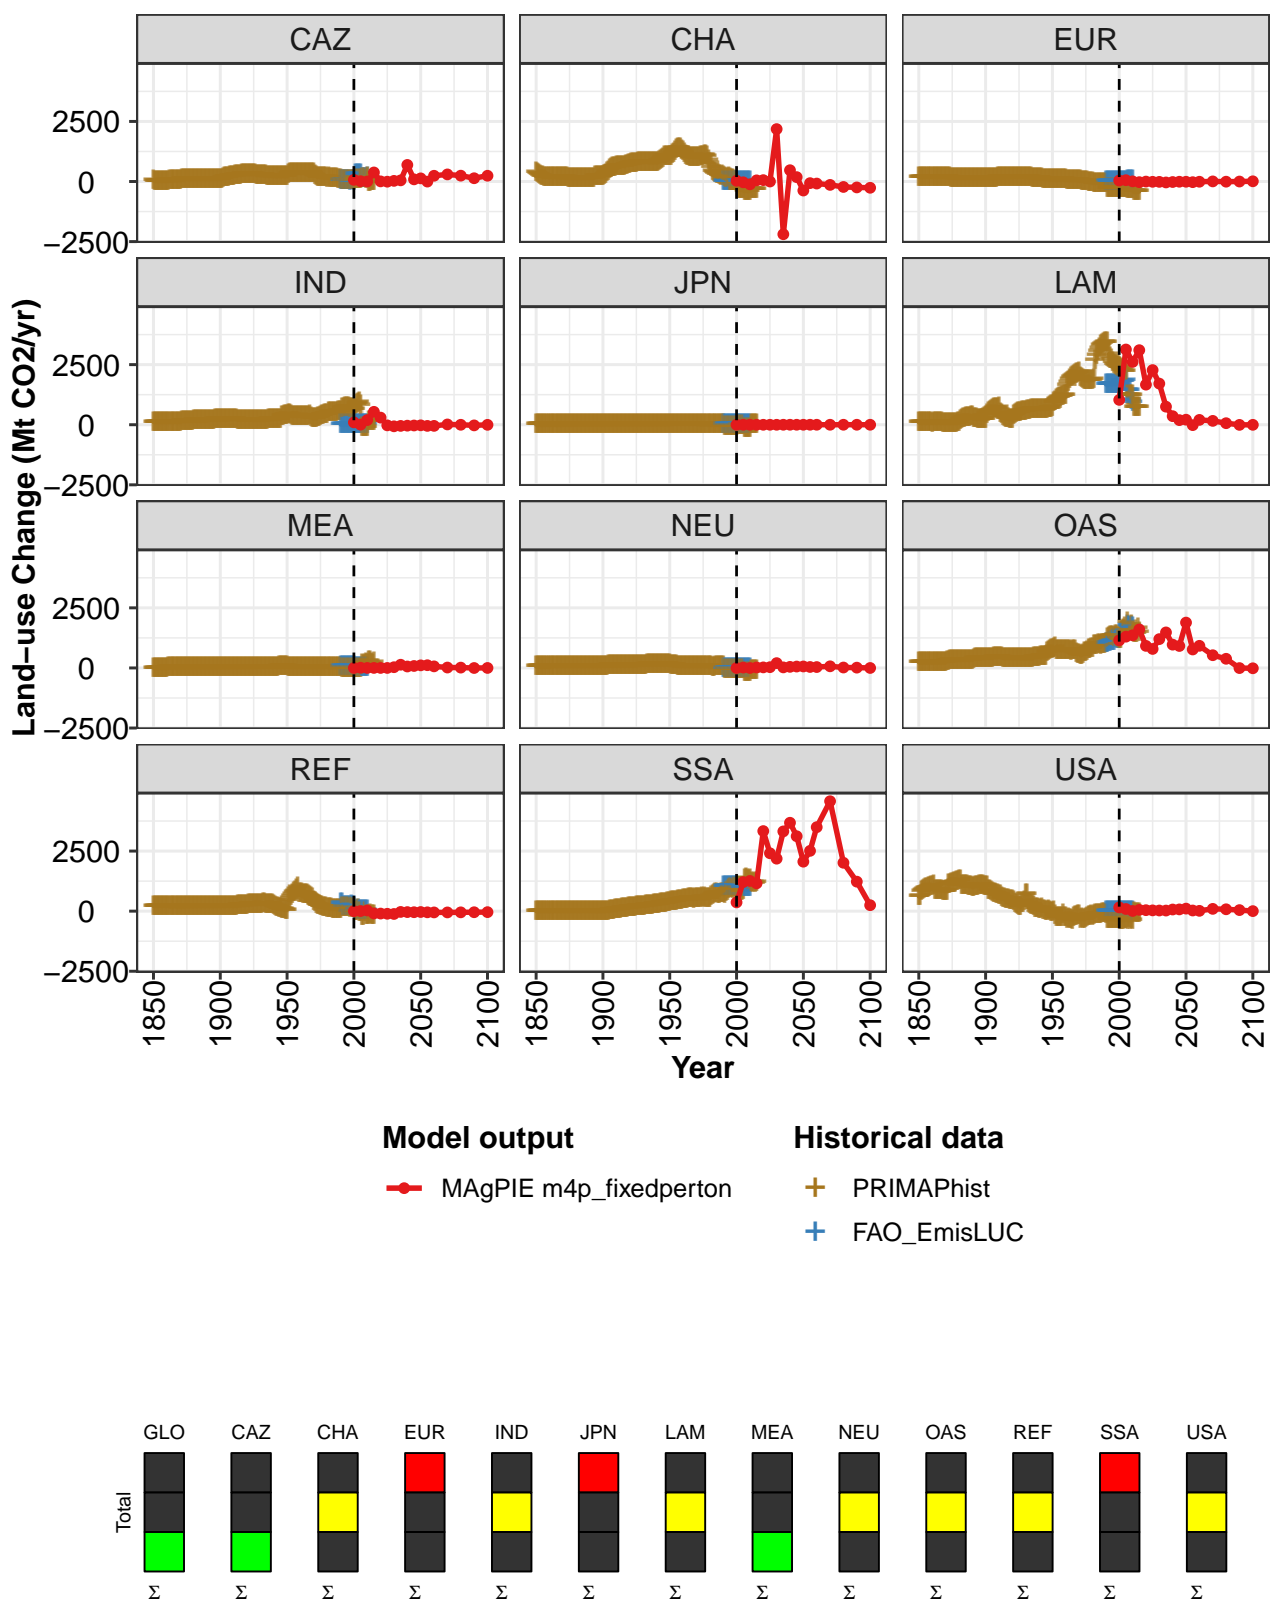 CAZ CHA EUR
2500
0
−2500
IND JPN LAM
2500
0
−2500
MEA NEU OAS
2500
0
−2500
REF SSA USA
2500
0
−2500
Land−use Change (Mt CO2/yr)
1850 1900 1950 2000 2050 2100 1850 1900 1950 2000 2050 2100 1850 1900 1950 2000 2050 2100
Year
Model output Historical data
MAgPIE m4p_fixedperton PRIMAPhist
FAO_EmisLUC
GLO CAZ CHA EUR IND JPN LAM MEA NEU OAS REF SSA USA
Total
Σ Σ Σ Σ Σ Σ Σ Σ Σ Σ Σ Σ Σ